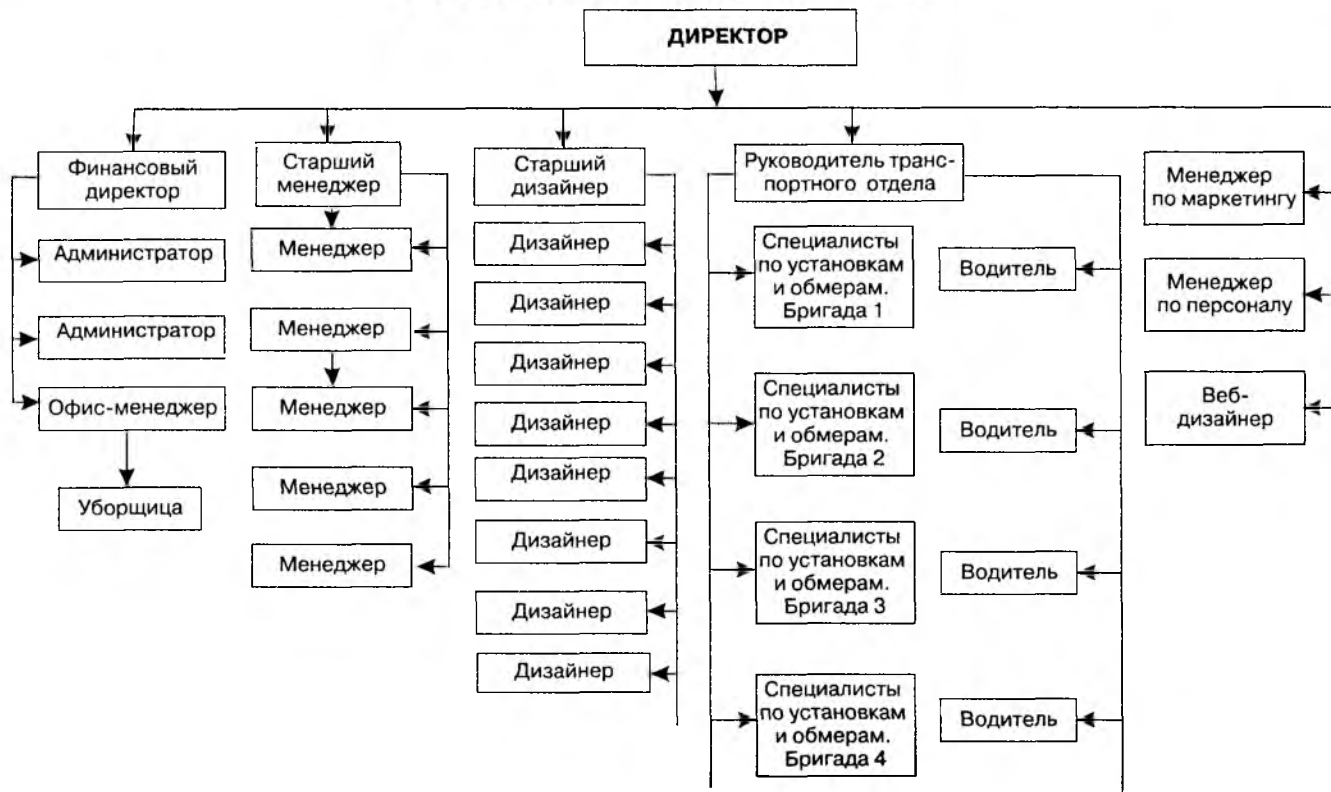 ДИРЕКТОР
Финансовый
директор
Администратор
Администратор
Офис-менеджер
Уборщица
Старший
менеджер
Менеджер
Менеджер
Менеджер
Менеджер
Менеджер
Старший
дизайнер
Дизайнер
Дизайнер
Дизайнер
Дизайнер
Дизайнер
Дизайнер
Дизайнер
Дизайнер
Руководитель транс-
портного отдела
Специалисты
по установкам
и обмерам.
Бригада 1
Водитель
Специалисты
по установкам
и обмерам.
Бригада 2
Водитель
Специалисты
по установкам
и обмерам.
Бригада 3
Водитель
Специалисты
по установкам
и обмерам.
Бригада 4
Водитель
Менеджер
по маркетингу
Менеджер
по персоналу
Веб-
дизайнер